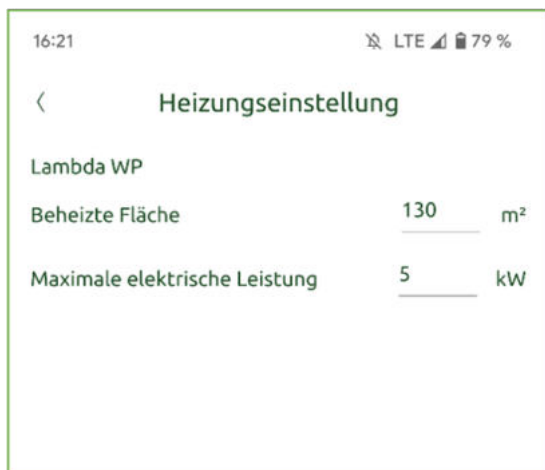 16:21 LTE 79 %
Heizungseinstellung
Lambda WP
Beheizte Fläche 130 m²
Maximale elektrische Leistung 5 kW